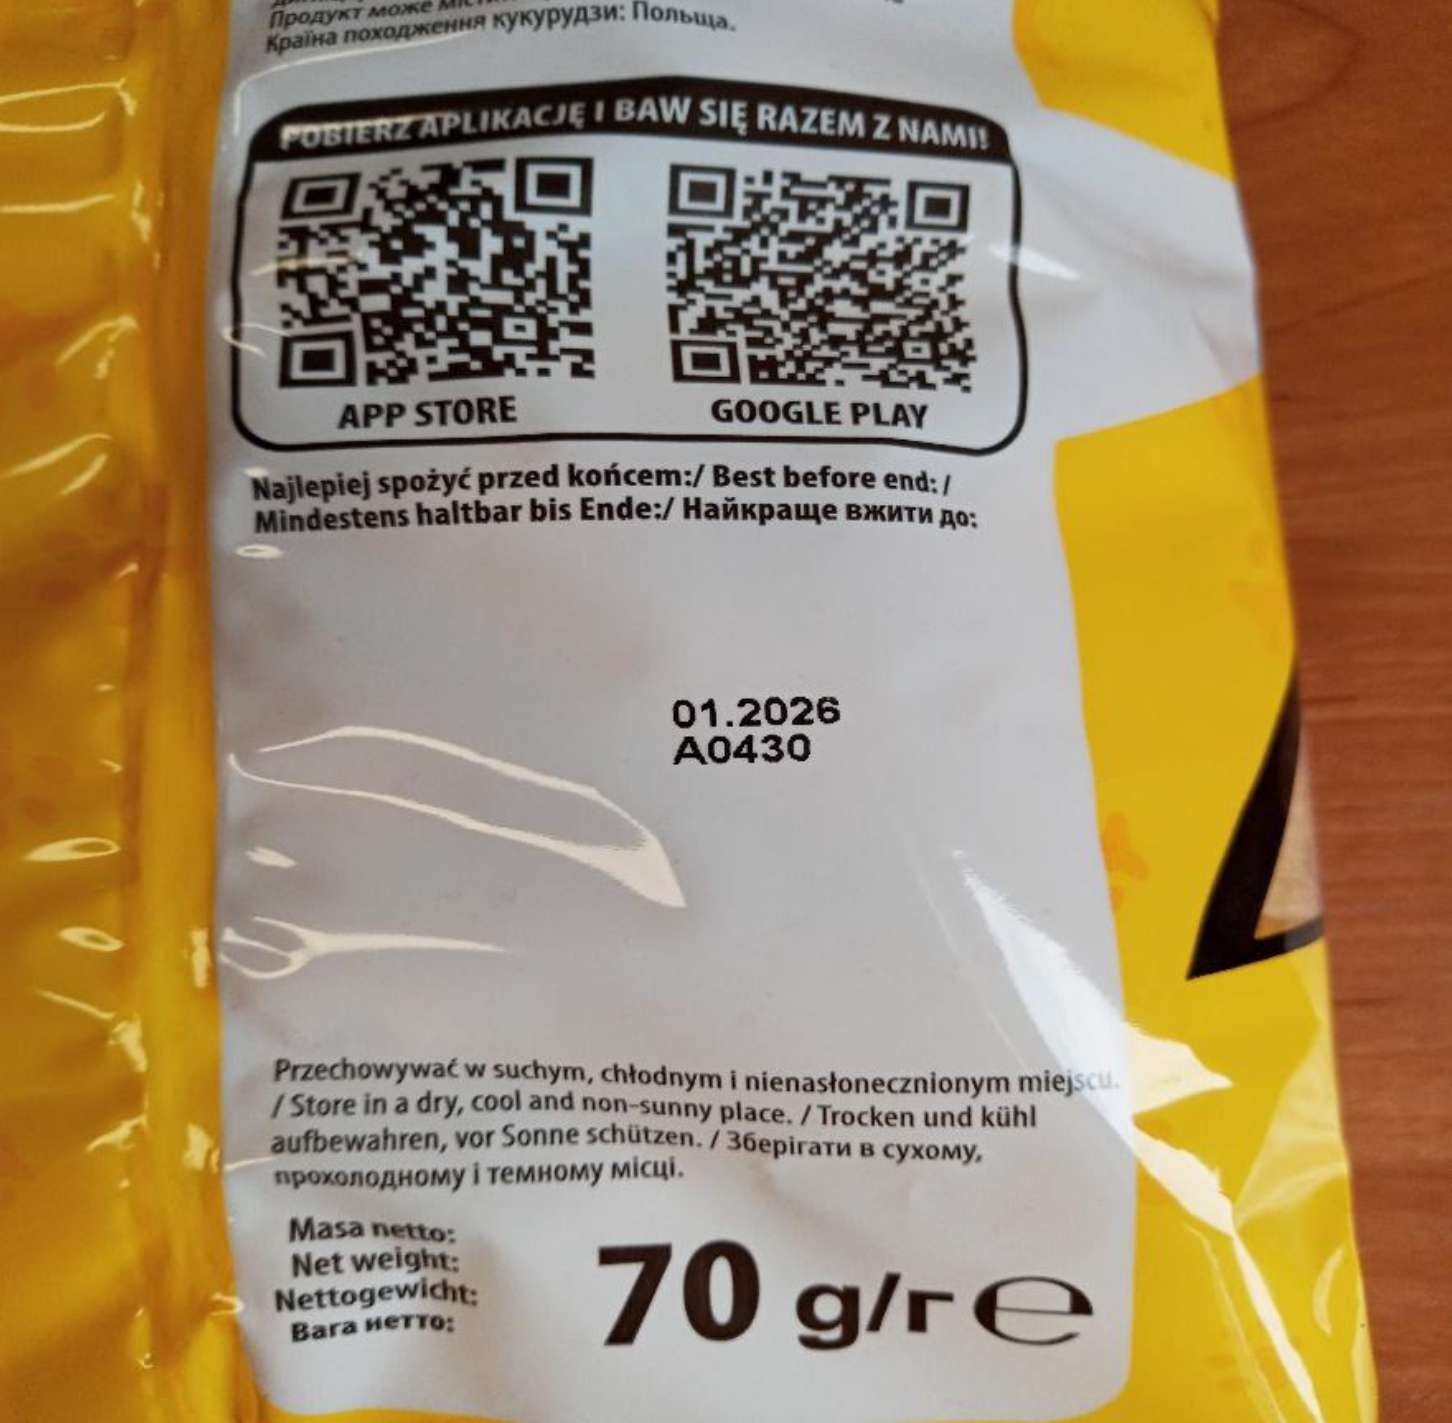 Продукт може
Країна походження кукурудзи: Польща.
POBIERZ APLIKACJĘ I BAW SIĘ RAZEM Z NAMI!
APP STORE
GOOGLE PLAY
Najlepiej spożyć przed końcem:/ Best before end: /
Mindestens haltbar bis Ende:/ Найкраще вжити до:
01.2026
A0430
Przechowywać w suchym, chłodnym i nienasłonecznionym miejscu.
/ Store in a dry, cool and non-sunny place. / Trocken und kühl
aufbewahren, vor Sonne schützen. / Зберігати в сухому,
прохолодному і темному місці.
Masa netto:
Net weight:
Nettogewicht:
Вага нетто:
70 g/г ℮